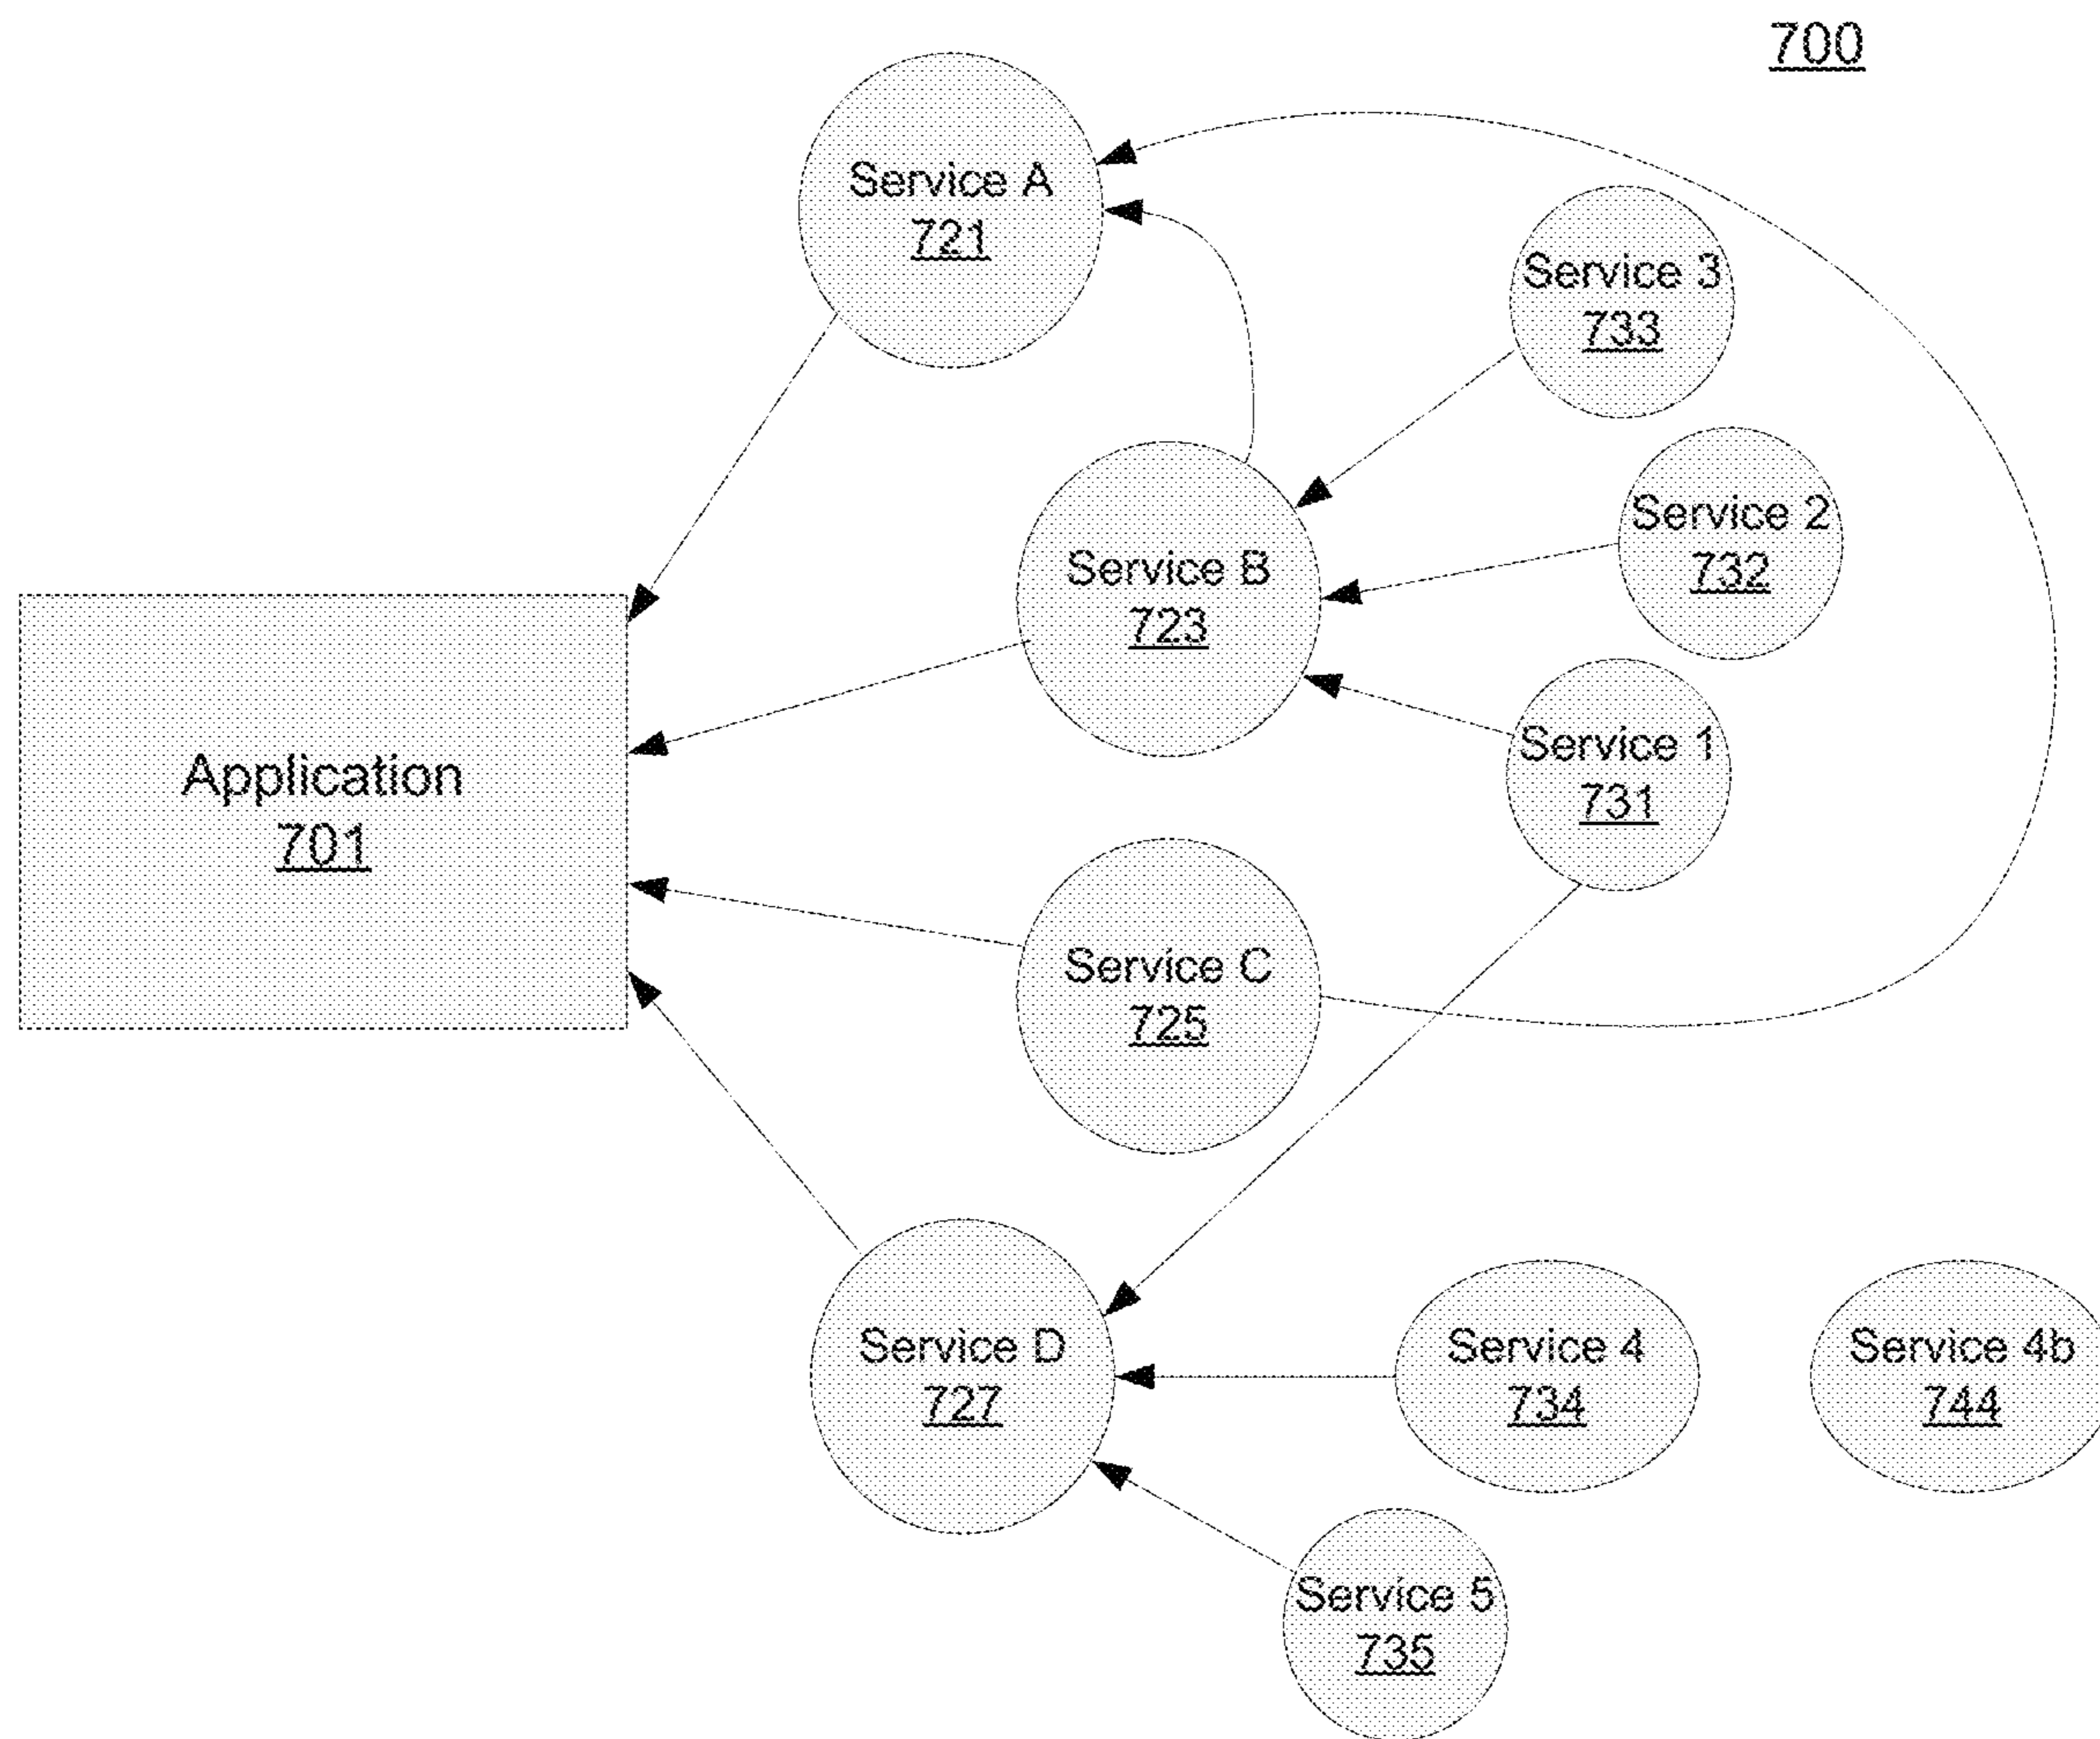 700
Service A
721
Service 3
733
Service 2
732
Service B
723
Service 1
731
Application
701
Service C
725
Service D
727
Service 4
734
Service 4b
744
Service 5
735